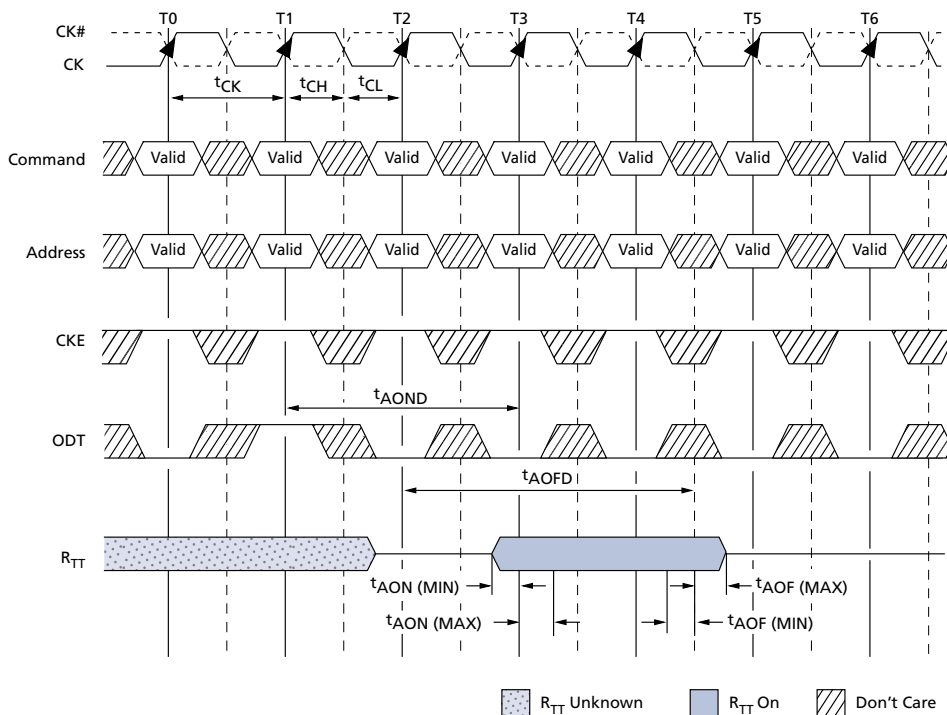 T0 T1 T2 T3 T4 T5 T6
CK#
CK
tCK tCH tCL
Command Valid Valid Valid Valid Valid Valid Valid
Address Valid Valid Valid Valid Valid Valid Valid
CKE
tAOND
ODT
tAOFD
RTT
tAON (MIN) tAOF (MAX)
tAON (MAX) tAOF (MIN)
RTT Unknown RTT On Don't Care